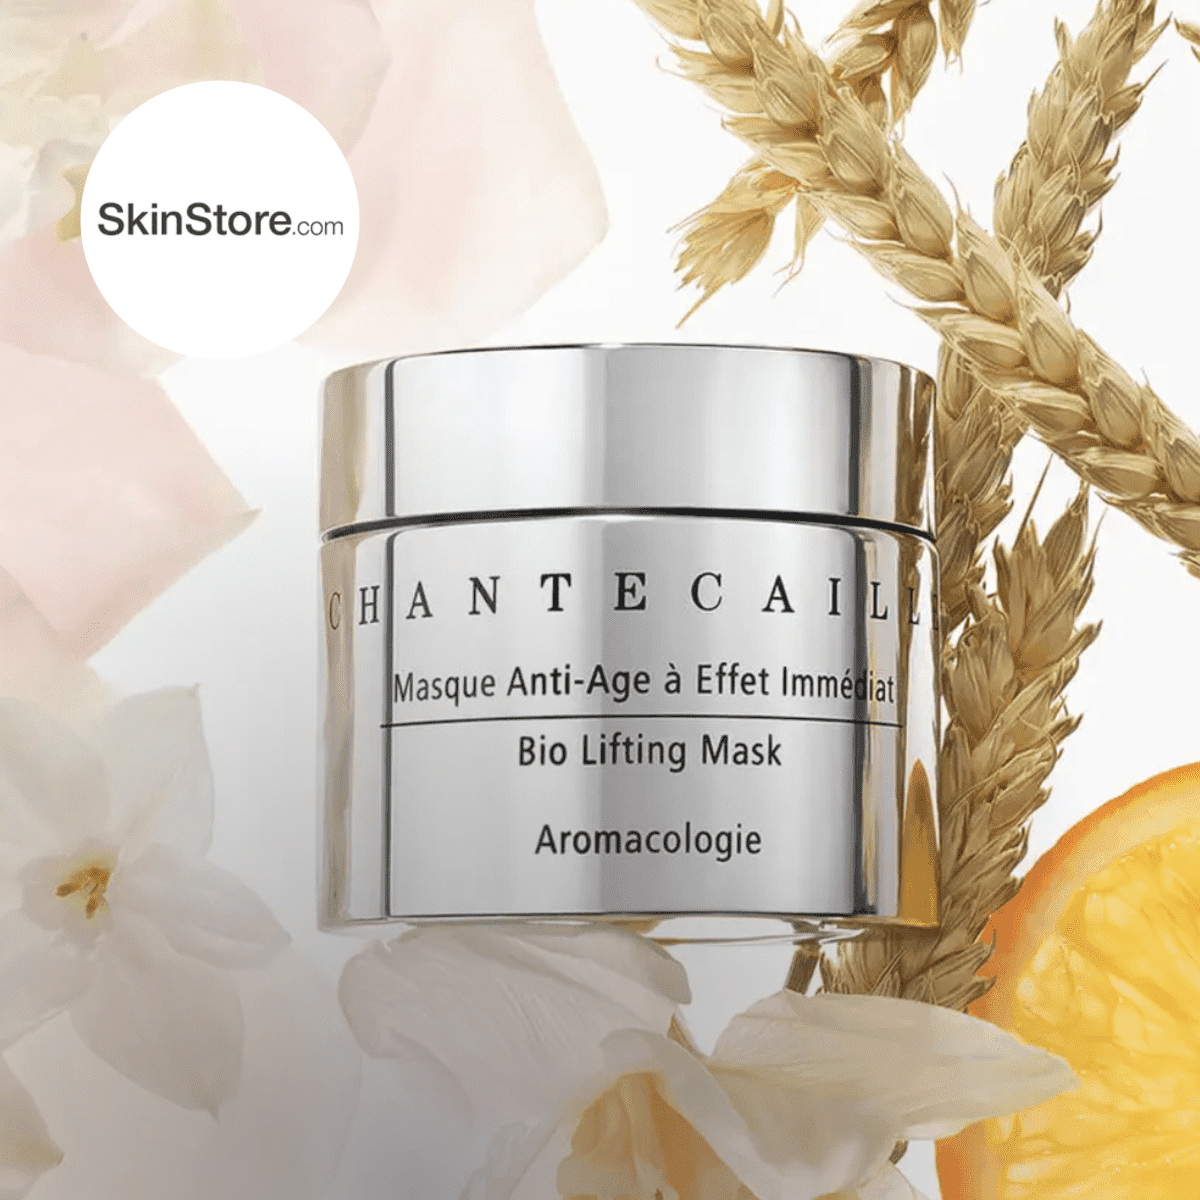 SkinStore.com
CHANTECAILLE
Masque Anti-Age à Effet Immédiat
Bio Lifting Mask
Aromacologie